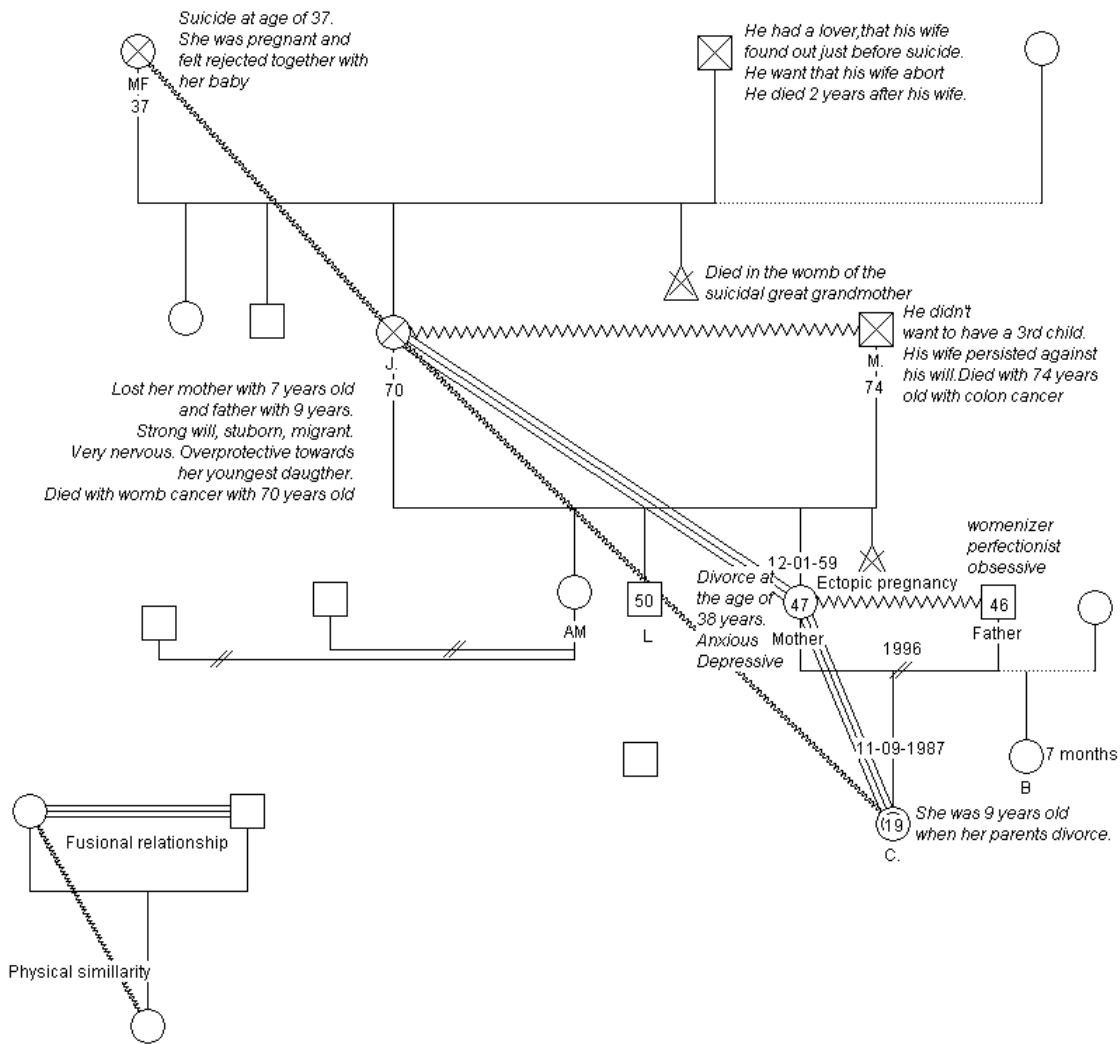 Suicide at age of 37.
She was pregnant and
felt rejected together with
her baby
MF
37
He had a lover,that his wife
found out just before suicide.
He want that his wife abort
He died 2 years after his wife.
Died in the womb of the
suicidal great grandmother
J.
70
He didn't
want to have a 3rd child.
His wife persisted against
his will.Died with 74 years
old with colon cancer
M.
74
Lost her mother with 7 years old
and father with 9 years.
Strong will, stuborn, migrant.
Very nervous. Overprotective towards
her youngest daugther.
Died with womb cancer with 70 years old
AM
50
L
12-01-59
Divorce at
the age of
38 years.
Anxious
Depressive
47
Mother
Ectopic pregnancy
womenizer
perfectionist
obsessive
46
Father
1996
11-09-1987
7 months
B
19
C.
She was 9 years old
when her parents divorce.
Fusional relationship
Physical simillarity